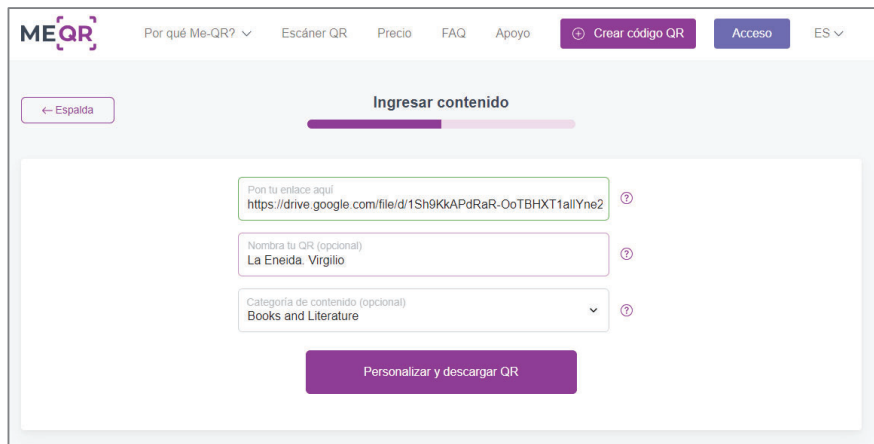 MEQR
Por qué Me-QR?
Escáner QR
Precio
FAQ
Apoyo
Crear código QR
Acceso
ES
← Espalda
Ingresar contenido
Pon tu enlace aquí
https://drive.google.com/file/d/1Sh9KkAPdRaR-OoTBHXT1allYne2
Nombra tu QR (opcional)
La Eneida. Virgilio
Categoría de contenido (opcional)
Books and Literature
Personalizar y descargar QR